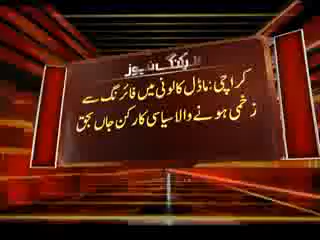 بریکنگ نیوز
کراچی: ماڈل کالونی میں فائرنگ سے
زخمی ہونے والا سیاسی کارکن جاں بحق